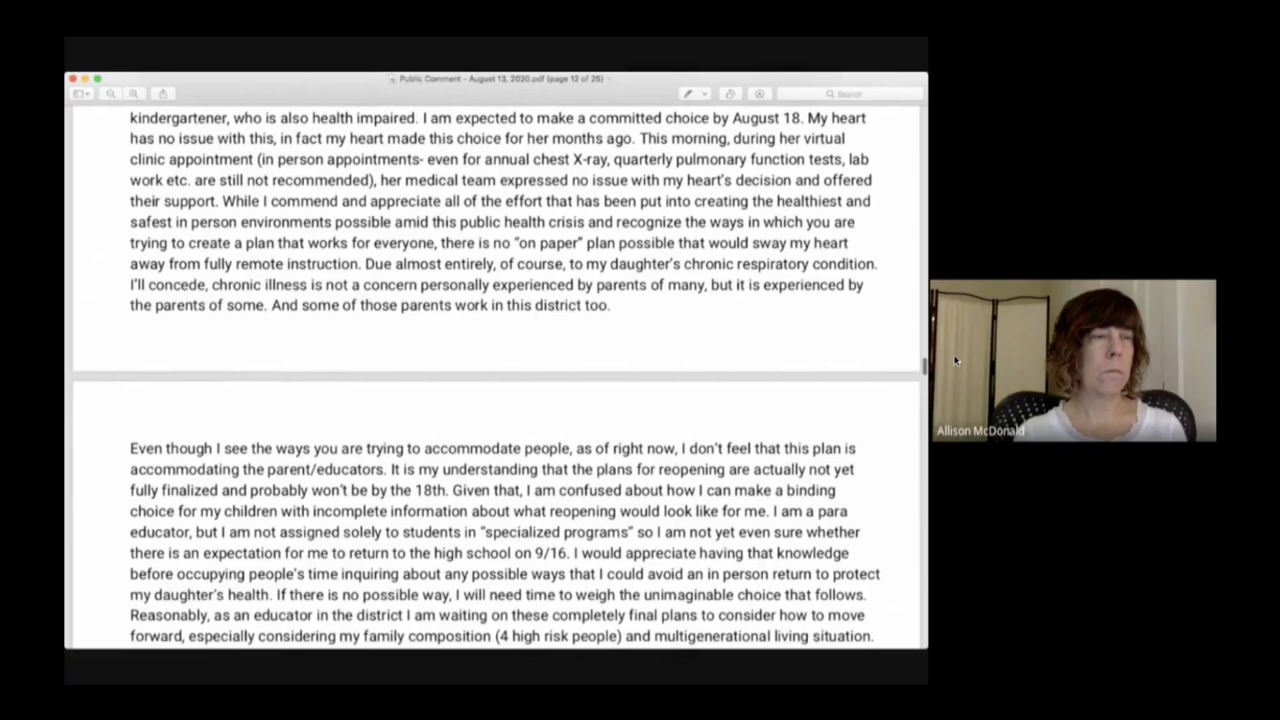 Public Comment - August 13, 2020.pdf (page 12 of 25)
Search
kindergartener, who is also health impaired. I am expected to make a committed choice by August 18. My heart
has no issue with this, in fact my heart made this choice for her months ago. This morning, during her virtual
clinic appointment (in person appointments- even for annual chest X-ray, quarterly pulmonary function tests, lab
work etc. are still not recommended), her medical team expressed no issue with my heart's decision and offered
their support. While I commend and appreciate all of the effort that has been put into creating the healthiest and
safest in person environments possible amid this public health crisis and recognize the ways in which you are
trying to create a plan that works for everyone, there is no "on paper" plan possible that would sway my heart
away from fully remote instruction. Due almost entirely, of course, to my daughter's chronic respiratory condition.
I'll concede, chronic illness is not a concern personally experienced by parents of many, but it is experienced by
the parents of some. And some of those parents work in this district too.
Even though I see the ways you are trying to accommodate people, as of right now, I don't feel that this plan is
accommodating the parent/educators. It is my understanding that the plans for reopening are actually not yet
fully finalized and probably won't be by the 18th. Given that, I am confused about how I can make a binding
choice for my children with incomplete information about what reopening would look like for me. I am a para
educator, but I am not assigned solely to students in "specialized programs" so I am not yet even sure whether
there is an expectation for me to return to the high school on 9/16. I would appreciate having that knowledge
before occupying people's time inquiring about any possible ways that I could avoid an in person return to protect
my daughter's health. If there is no possible way, I will need time to weigh the unimaginable choice that follows.
Reasonably, as an educator in the district I am waiting on these completely final plans to consider how to move
forward, especially considering my family composition (4 high risk people) and multigenerational living situation.
Allison McDonald